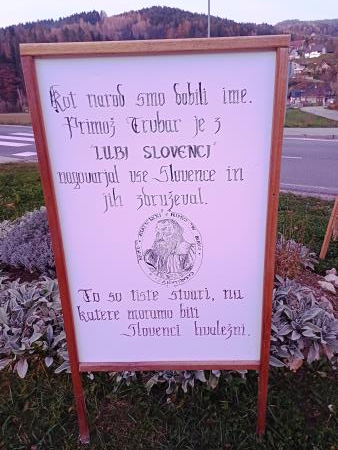 Kot narod smo dobili ime.
Primož Trubar je z
"LUBI SLOVENCI"
nagovarjal vse Slovence in
jih združeval.
To so tiste stvari, na
katere moramo biti
Slovenci hvaležni.